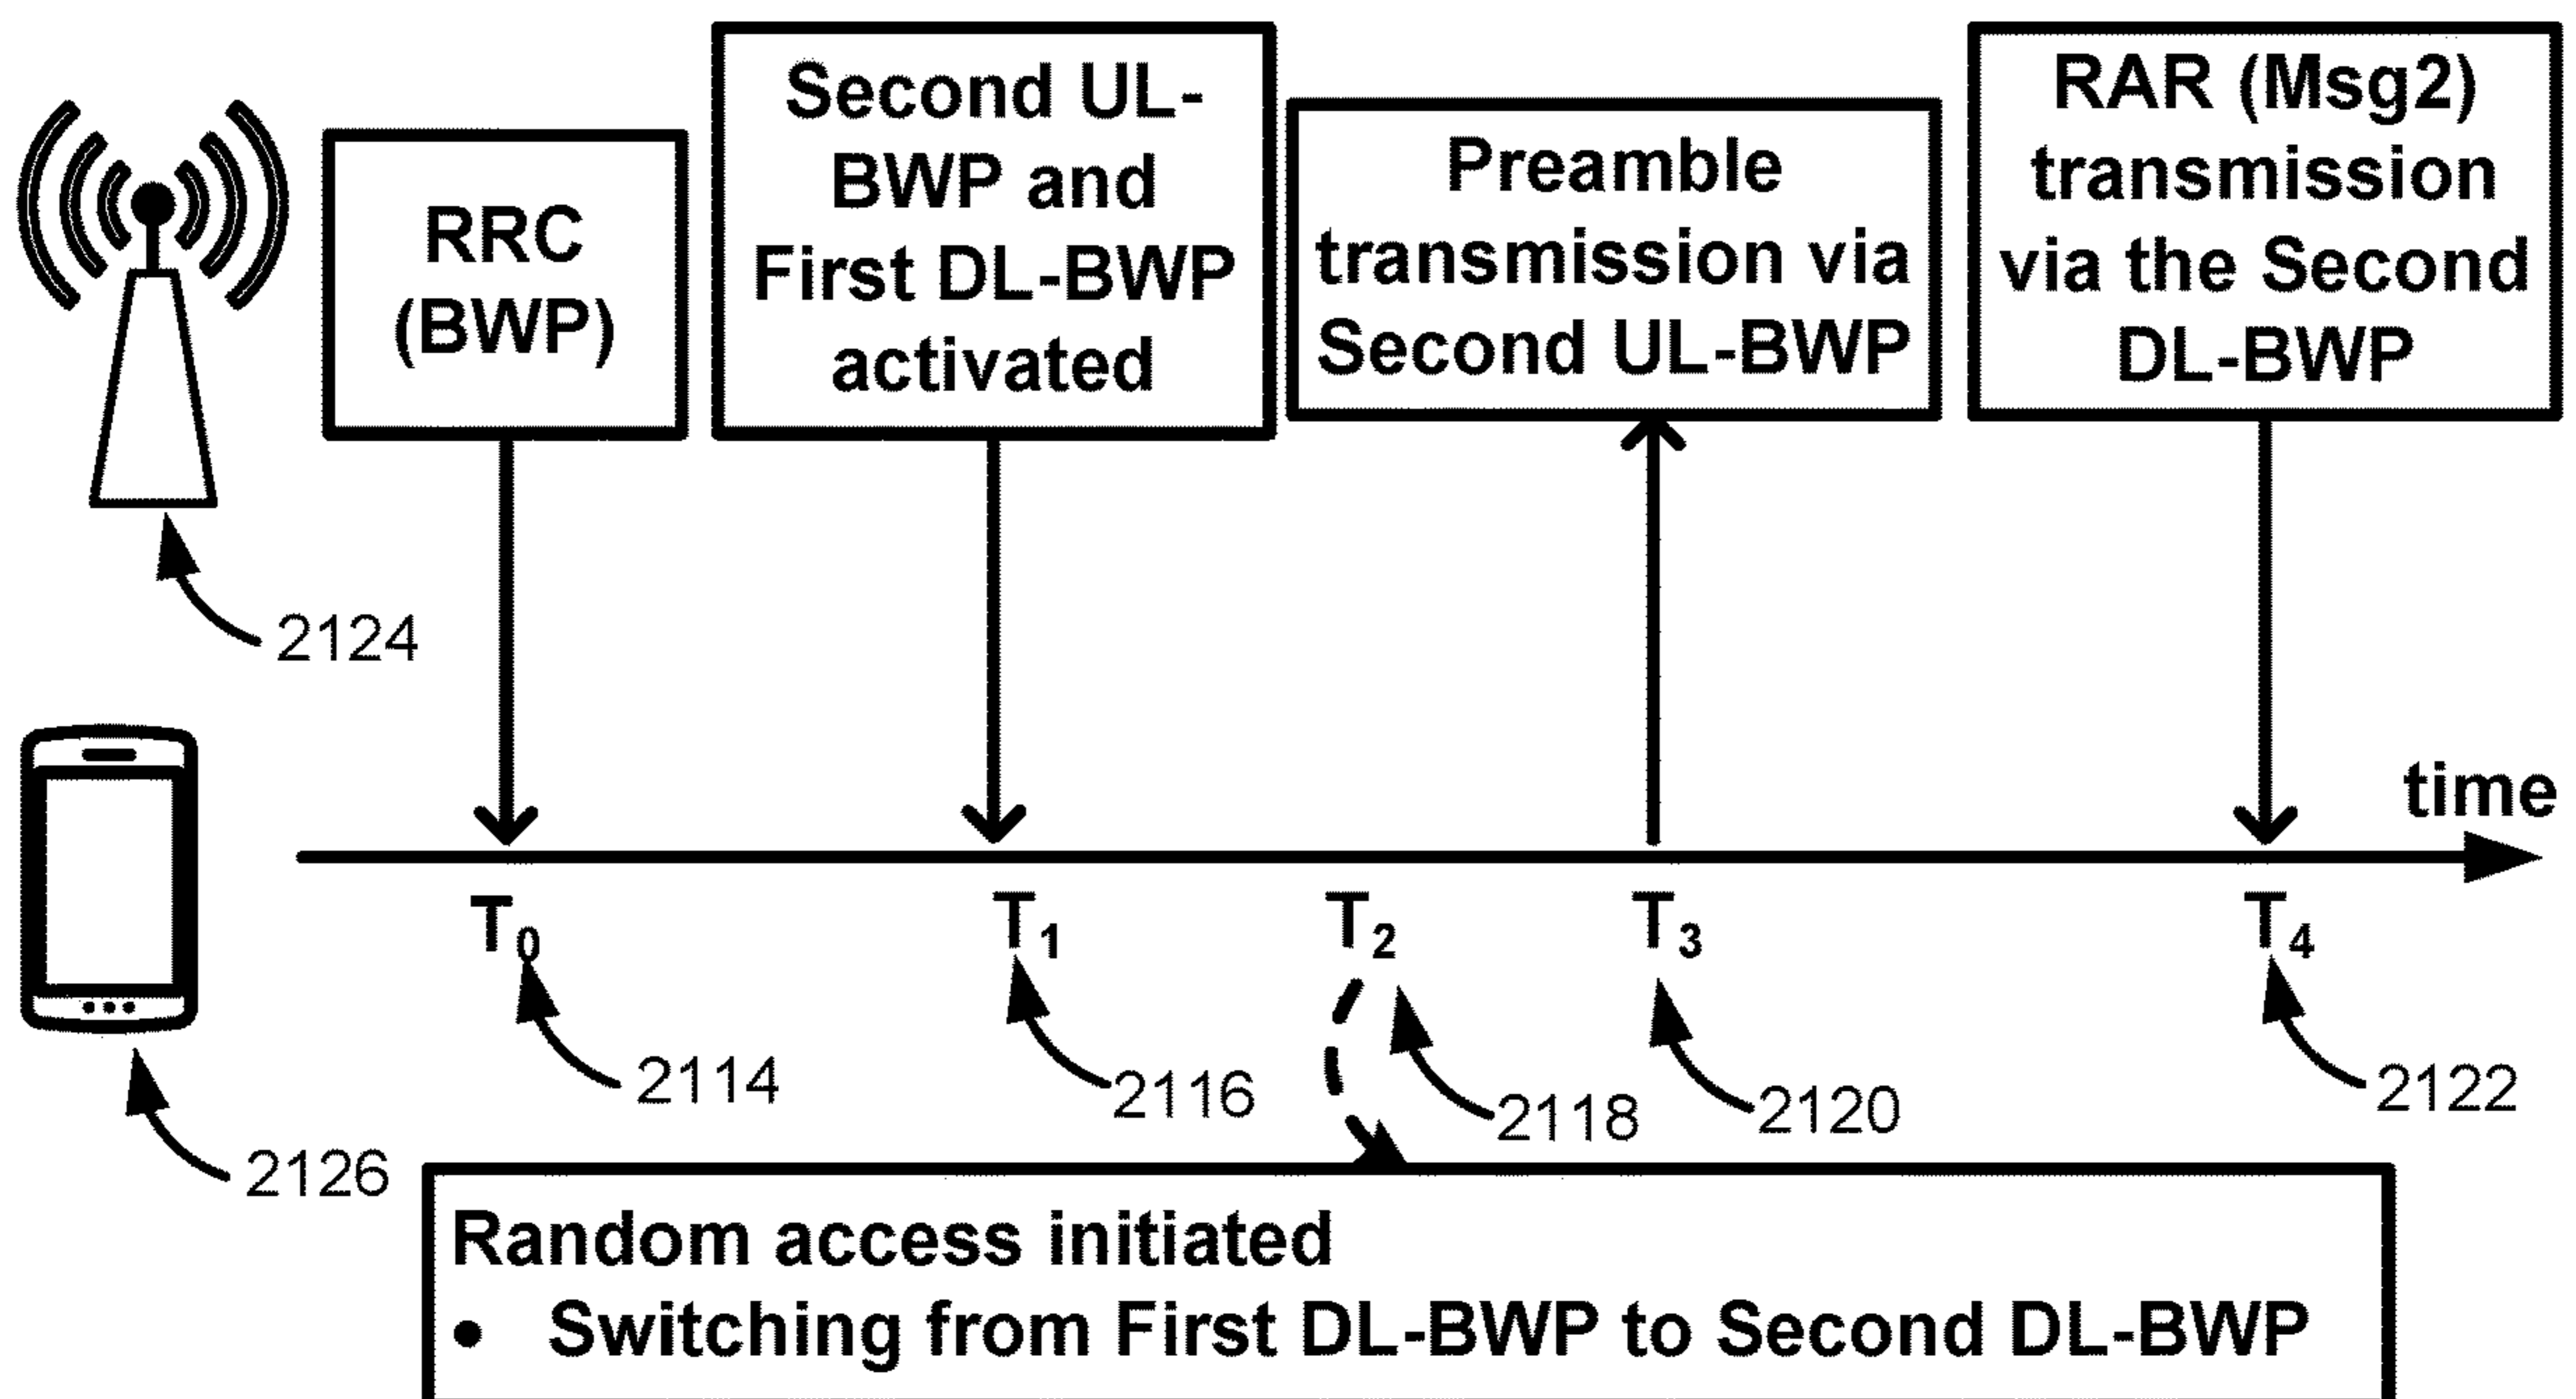 RRC
(BWP)
Second UL-
BWP and
First DL-BWP
activated
Preamble
transmission via
Second UL-BWP
RAR (Msg2)
transmission
via the Second
DL-BWP
2124
time
T0
T1
T2
T3
T4
2114
2116
2118
2120
2122
2126
Random access initiated
• Switching from First DL-BWP to Second DL-BWP